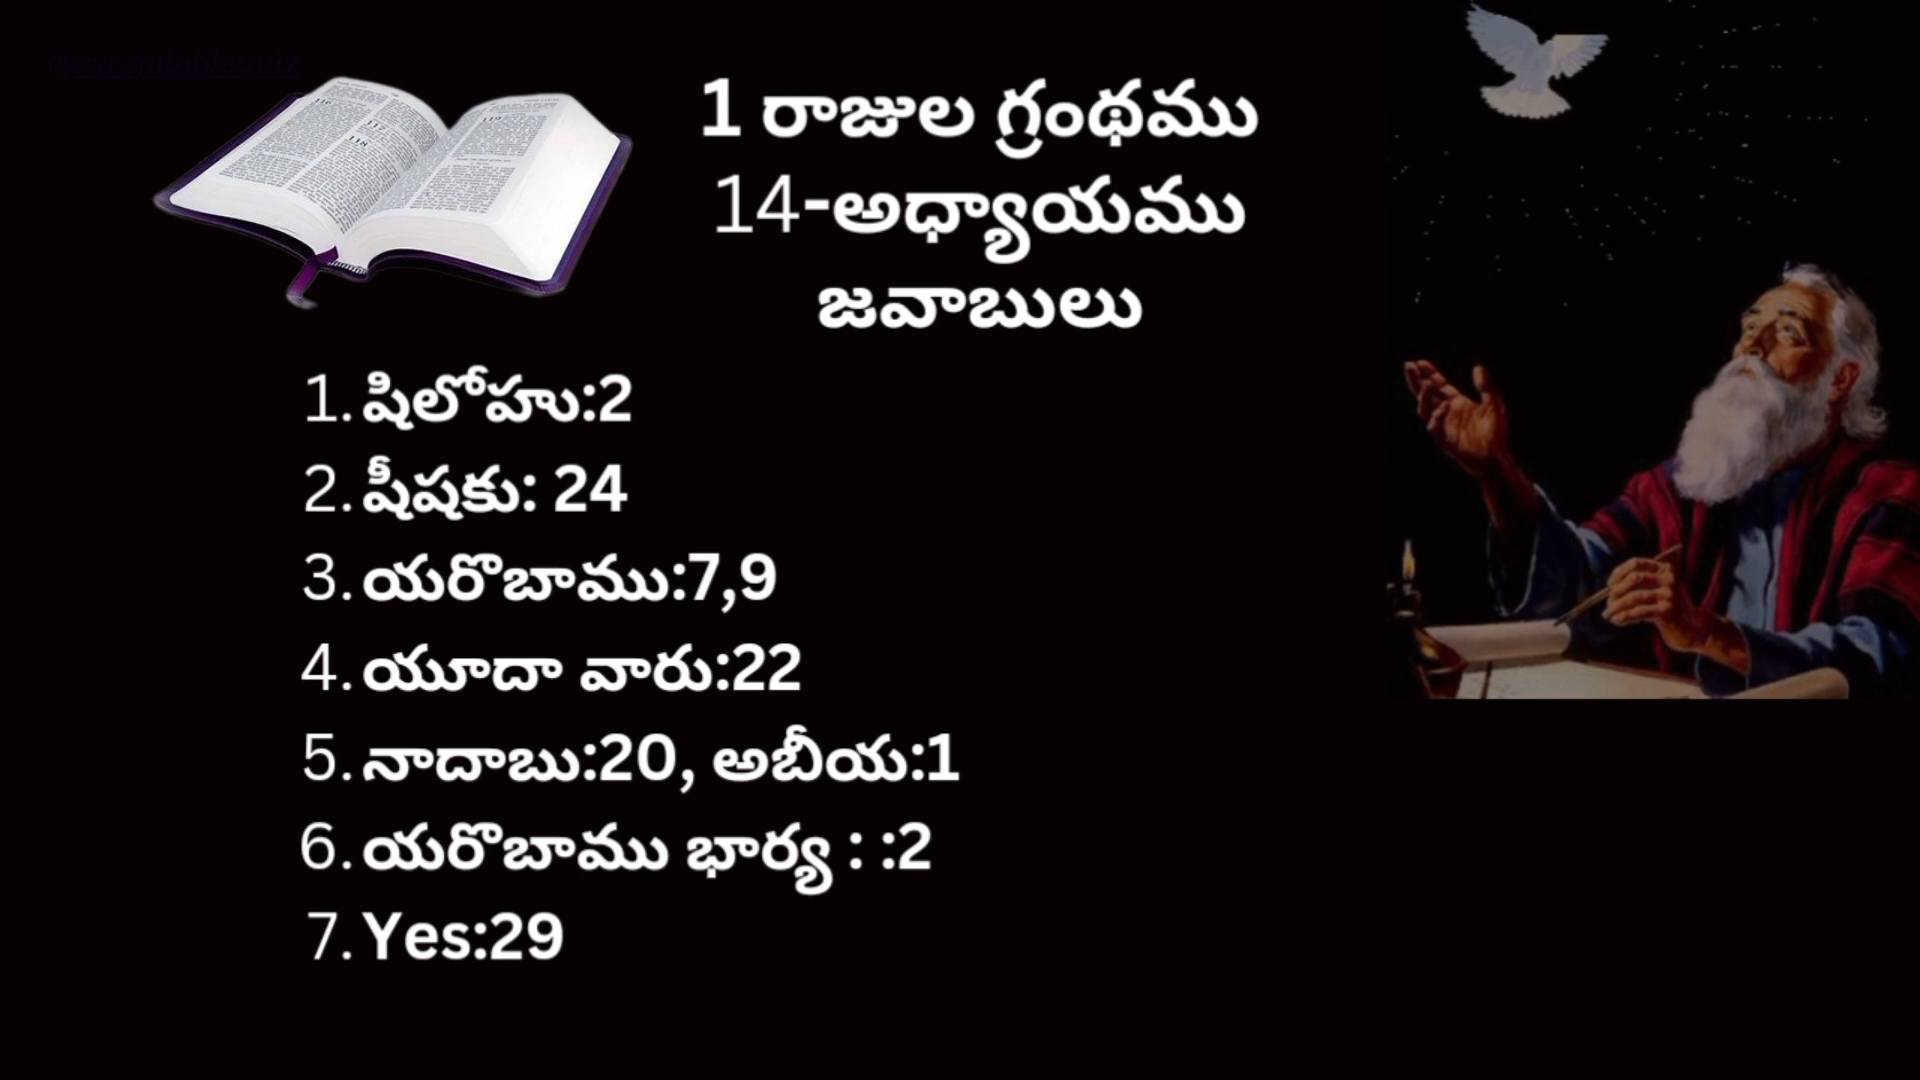 1 రాజుల గ్రంథము
14-అధ్యాయము
జవాబులు
1. షిలోహు:2
2. షీషకు: 24
3. యరొబాము:7,9
4. యూదా వారు:22
5. నాదాబు:20, అబీయ:1
6. యరొబాము భార్య : :2
7. Yes:29